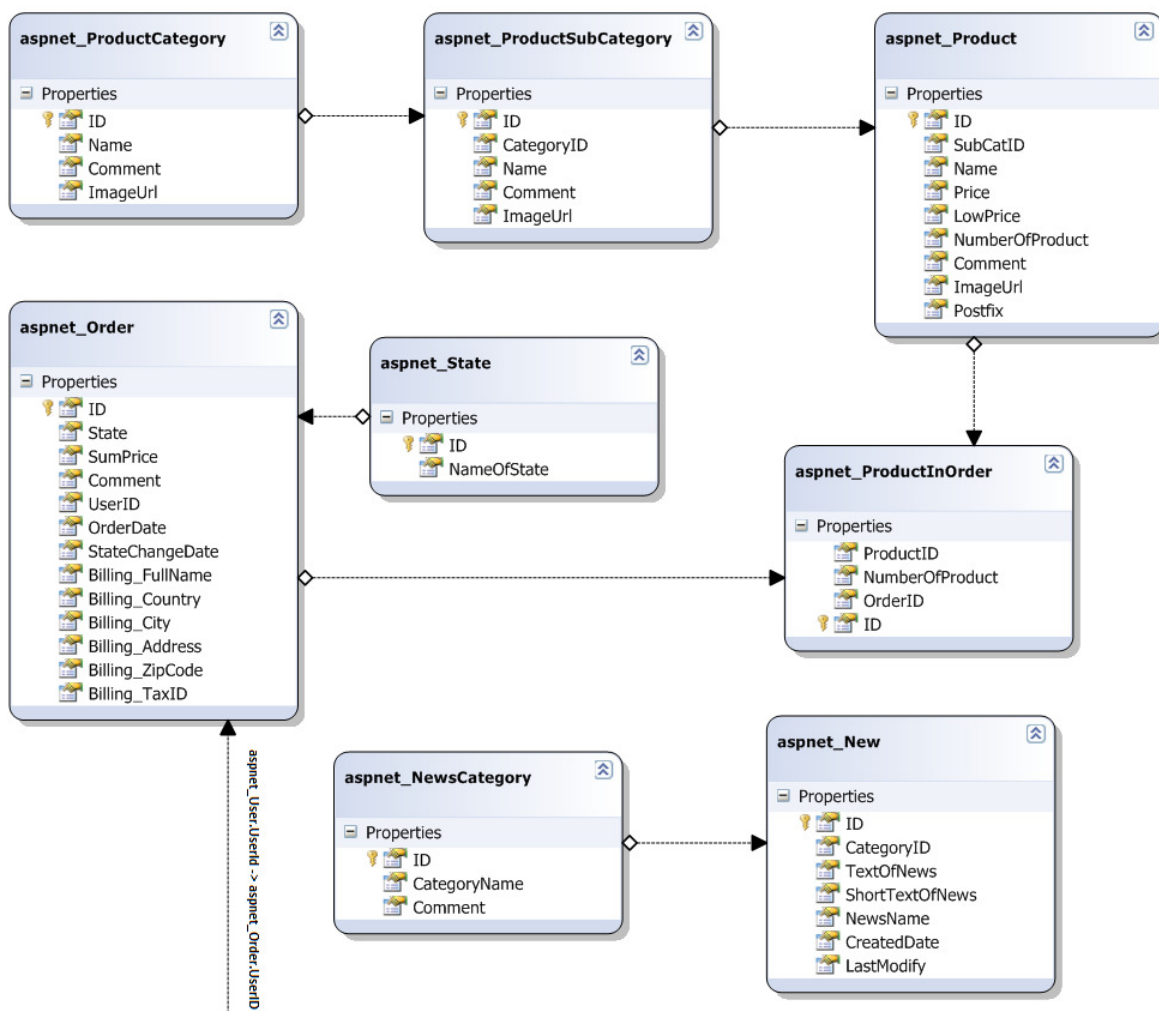 aspnet_ProductCategory
Properties
ID
Name
Comment
ImageUrl
aspnet_ProductSubCategory
Properties
ID
CategoryID
Name
Comment
ImageUrl
aspnet_Product
Properties
ID
SubCatID
Name
Price
LowPrice
NumberOfProduct
Comment
ImageUrl
Postfix
aspnet_Order
Properties
ID
State
SumPrice
Comment
UserID
OrderDate
StateChangeDate
Billing_FullName
Billing_Country
Billing_City
Billing_Address
Billing_ZipCode
Billing_TaxID
aspnet_State
Properties
ID
NameOfState
aspnet_ProductInOrder
Properties
ProductID
NumberOfProduct
OrderID
ID
aspnet_User.UserId -> aspnet_Order.UserID
aspnet_NewsCategory
Properties
ID
CategoryName
Comment
aspnet_New
Properties
ID
CategoryID
TextOfNews
ShortTextOfNews
NewsName
CreatedDate
LastModify